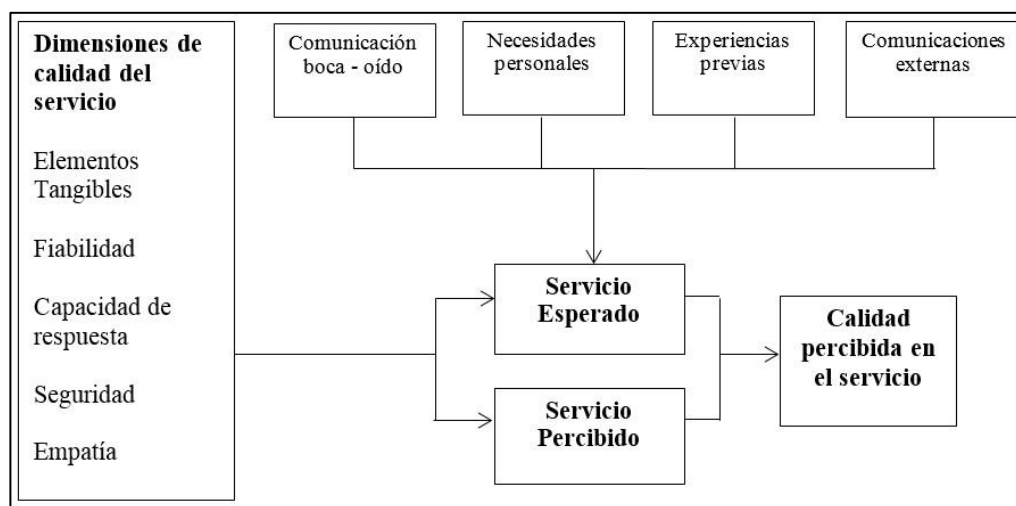 Dimensiones de
calidad del
servicio
Elementos
Tangibles
Fiabilidad
Capacidad de
respuesta
Seguridad
Empatía
Comunicación
boca - oído
Necesidades
personales
Experiencias
previas
Comunicaciones
externas
Servicio
Esperado
Servicio
Percibido
Calidad
percibida en
el servicio